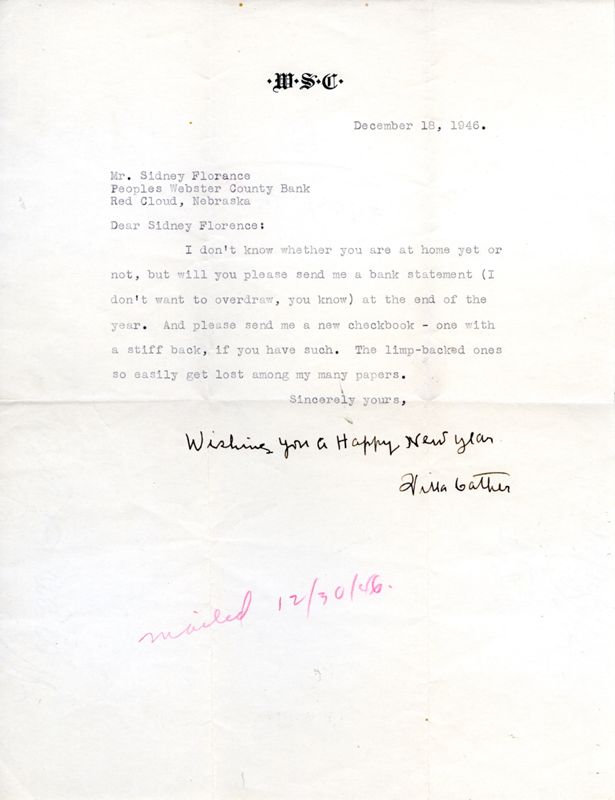 ·W·S·C·
December 18, 1946.
Mr. Sidney Florance
Peoples Webster County Bank
Red Cloud, Nebraska
Dear Sidney Florence:
I don't know whether you are at home yet or
not, but will you please send me a bank statement (I
don't want to overdraw, you know) at the end of the
year. And please send me a new checkbook - one with
a stiff back, if you have such. The limp-backed ones
so easily get lost among my many papers.
Sincerely yours,
Wishing you a Happy New Year
Willa Cather
mailed 12/30/46.